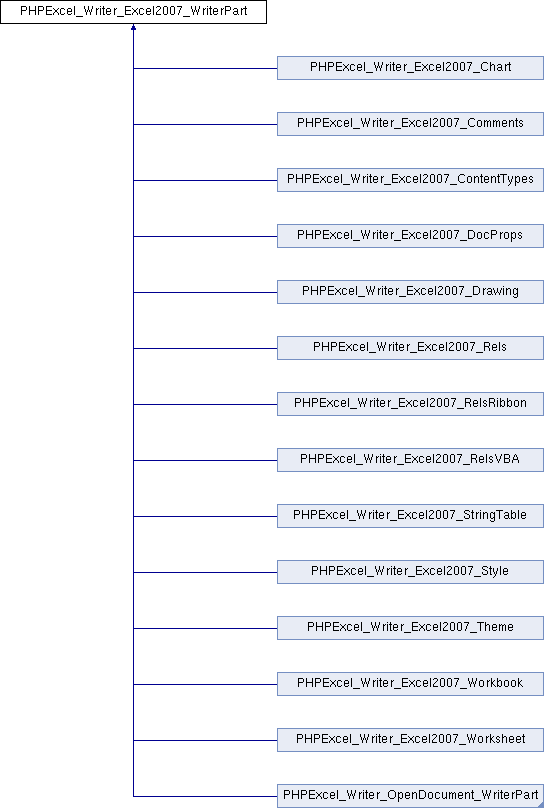 PHPExcel_Writer_Excel2007_WriterPart
PHPExcel_Writer_Excel2007_Chart
PHPExcel_Writer_Excel2007_Comments
PHPExcel_Writer_Excel2007_ContentTypes
PHPExcel_Writer_Excel2007_DocProps
PHPExcel_Writer_Excel2007_Drawing
PHPExcel_Writer_Excel2007_Rels
PHPExcel_Writer_Excel2007_RelsRibbon
PHPExcel_Writer_Excel2007_RelsVBA
PHPExcel_Writer_Excel2007_StringTable
PHPExcel_Writer_Excel2007_Style
PHPExcel_Writer_Excel2007_Theme
PHPExcel_Writer_Excel2007_Workbook
PHPExcel_Writer_Excel2007_Worksheet
PHPExcel_Writer_OpenDocument_WriterPart